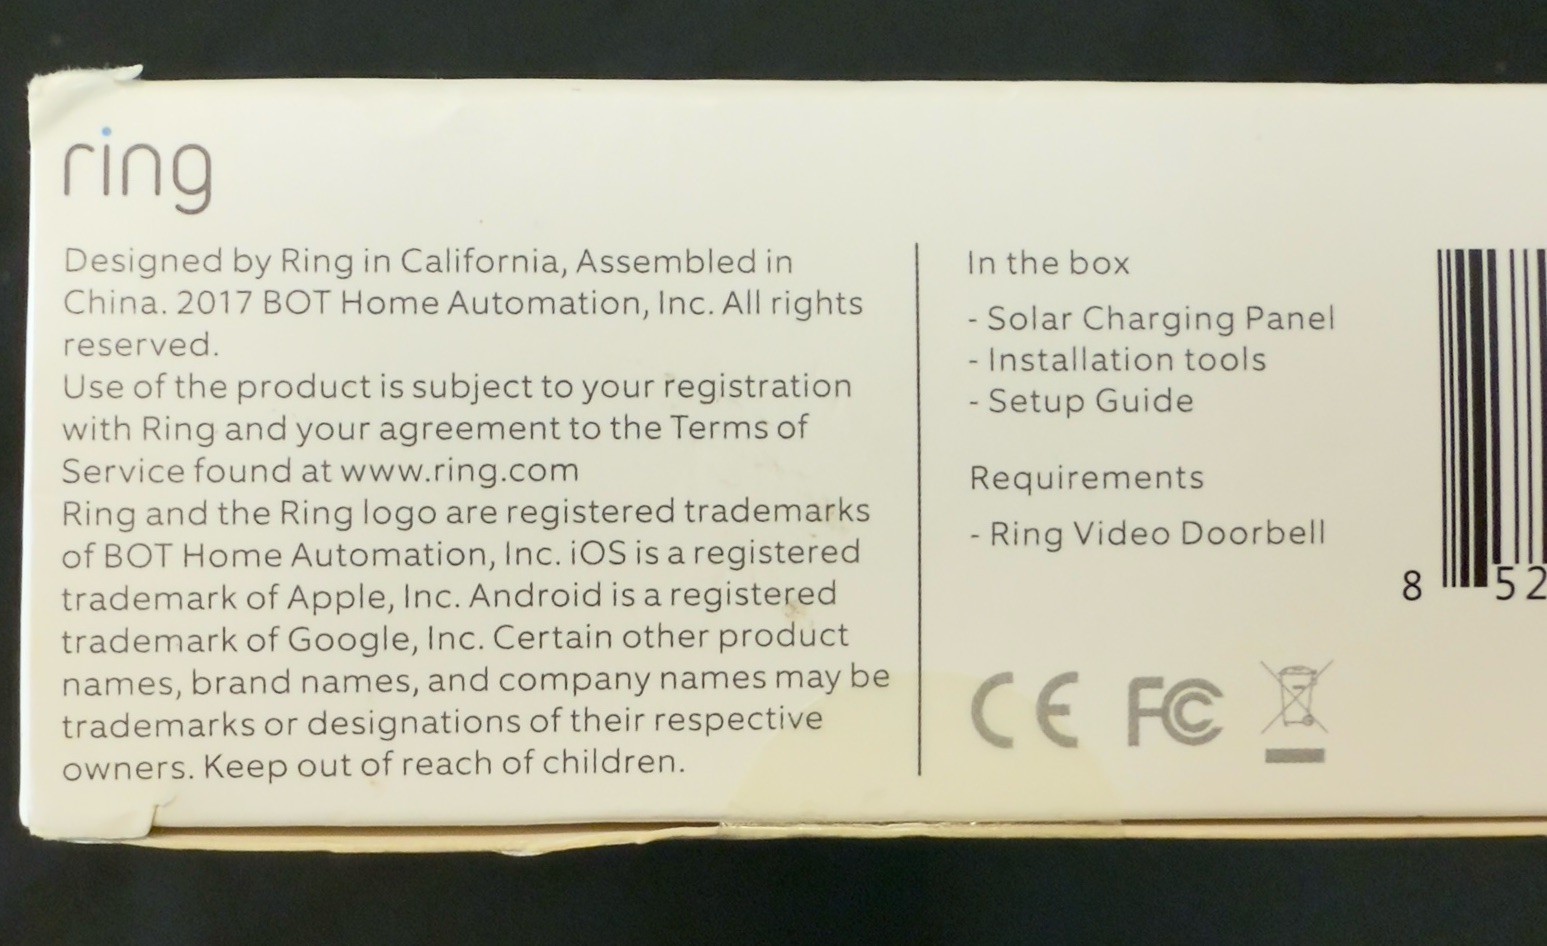 ring
Designed by Ring in California, Assembled in
China. 2017 BOT Home Automation, Inc. All rights
reserved.
Use of the product is subject to your registration
with Ring and your agreement to the Terms of
Service found at www.ring.com
Ring and the Ring logo are registered trademarks
of BOT Home Automation, Inc. iOS is a registered
trademark of Apple, Inc. Android is a registered
trademark of Google, Inc. Certain other product
names, brand names, and company names may be
trademarks or designations of their respective
owners. Keep out of reach of children.
In the box
- Solar Charging Panel
- Installation tools
- Setup Guide
Requirements
- Ring Video Doorbell
CE FC
8 52